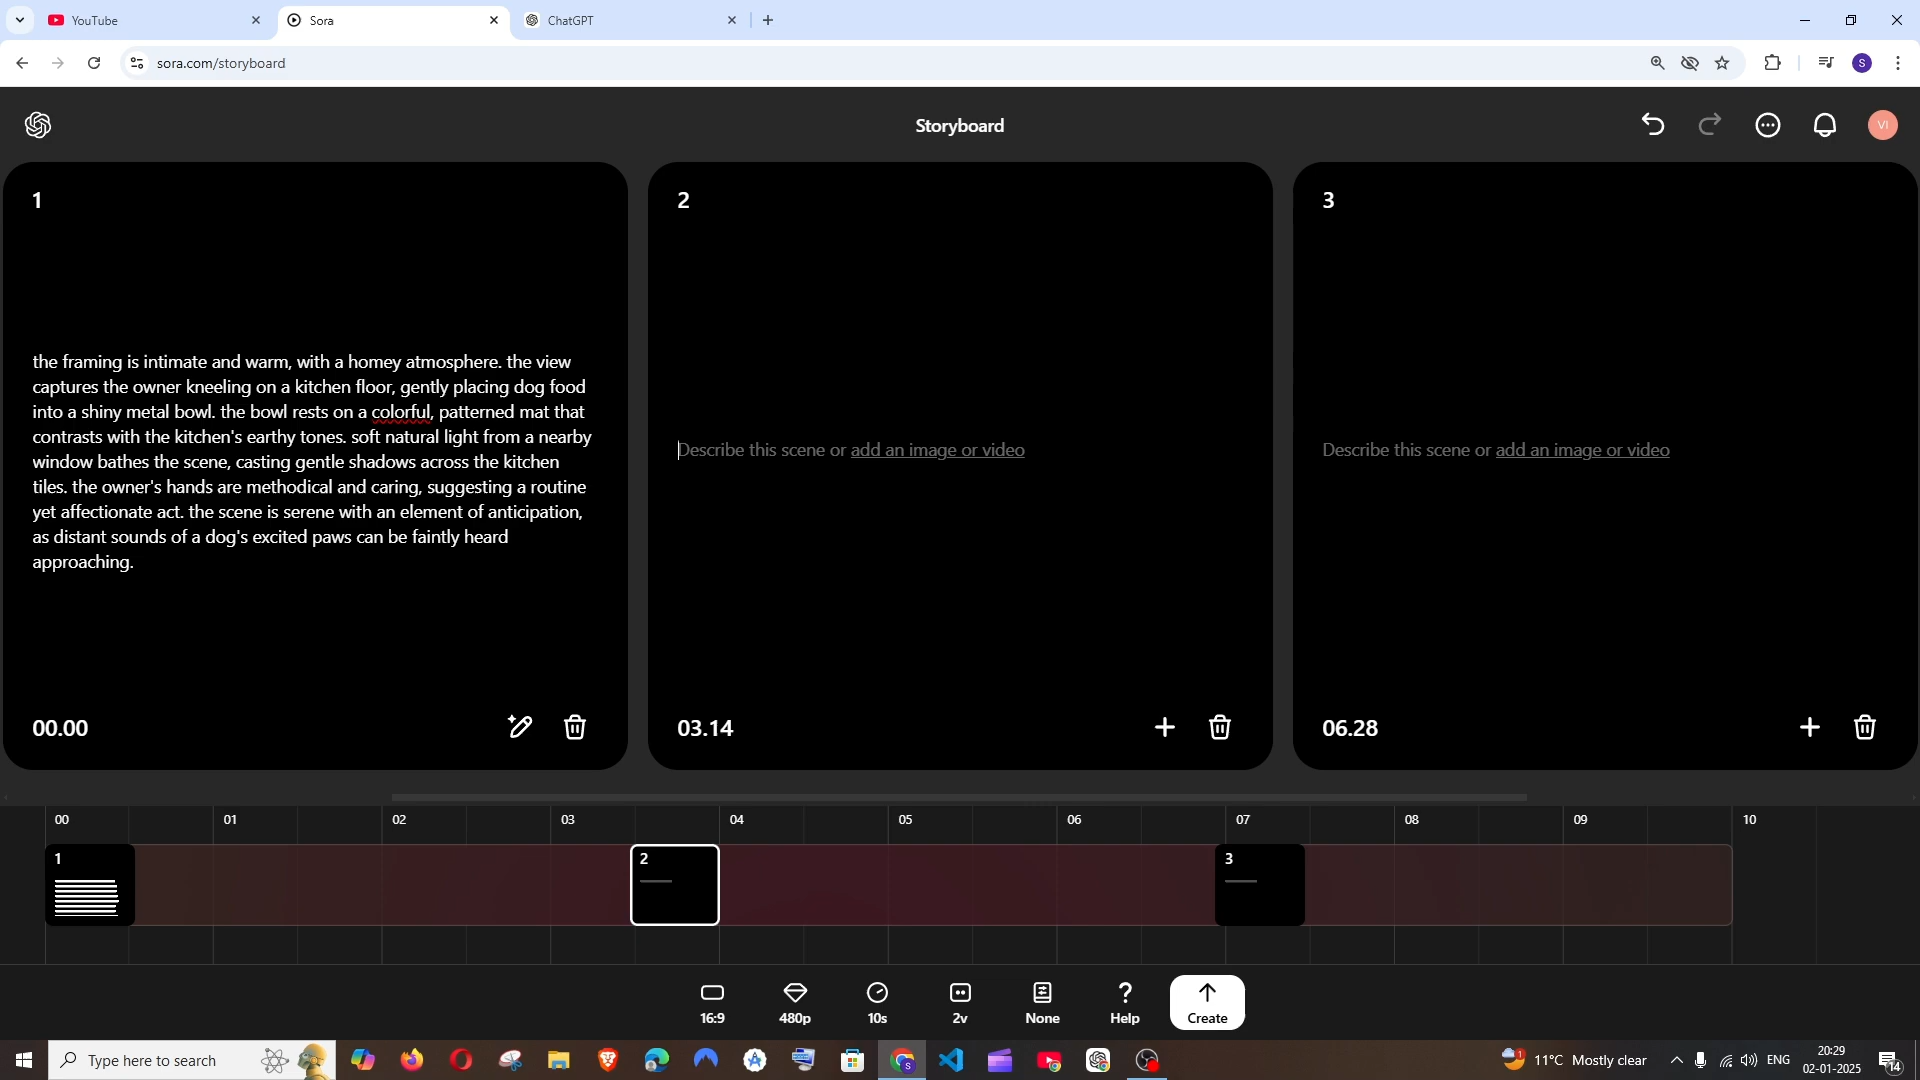 YouTube
Sora
ChatGPT
sora.com/storyboard
S
Storyboard
VI
1
the framing is intimate and warm, with a homey atmosphere. the view
captures the owner kneeling on a kitchen floor, gently placing dog food
into a shiny metal bowl. the bowl rests on a colorful, patterned mat that
contrasts with the kitchen's earthy tones. soft natural light from a nearby
window bathes the scene, casting gentle shadows across the kitchen
tiles. the owner's hands are methodical and caring, suggesting a routine
yet affectionate act. the scene is serene with an element of anticipation,
as distant sounds of a dog's excited paws can be faintly heard
approaching.
00.00
2
Describe this scene or add an image or video
03.14
3
Describe this scene or add an image or video
06.28
00 01 02 03 04 05 06 07 08 09 10
1 2 3
16:9 480p 10s 2v None Help Create
Type here to search
1
11°C Mostly clear
ENG
20:29
02-01-2025
14